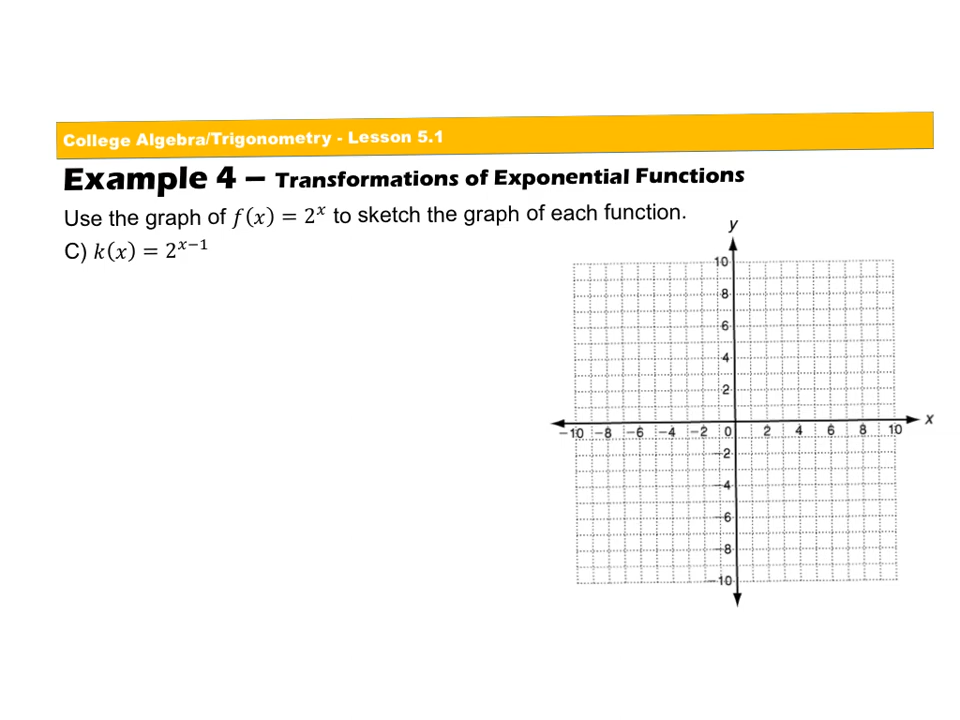 College Algebra/Trigonometry - Lesson 5.1
Example 4 – Transformations of Exponential Functions
Use the graph of f(x) = 2ˣ to sketch the graph of each function.
C) k(x) = 2ˣ⁻¹
y
10
8
6
4
2
x
−10 −8 −6 −4 −2 0 2 4 6 8 10
−2
−4
−6
−8
−10